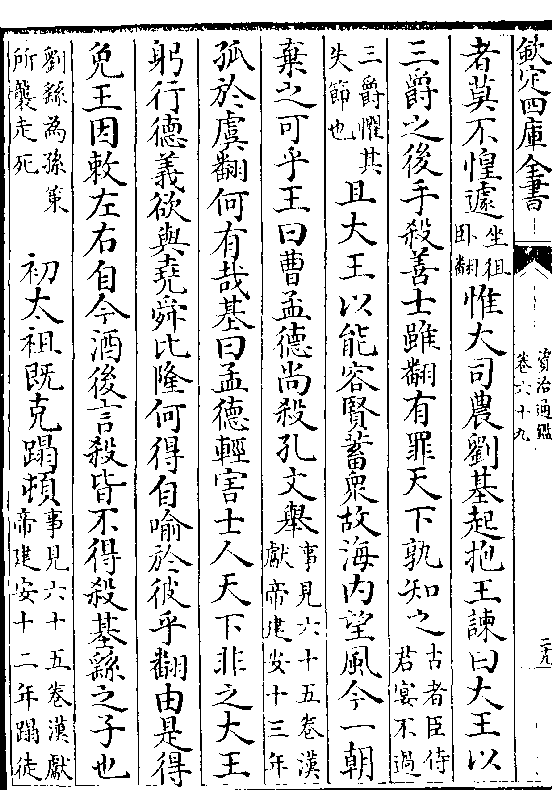 欽定四庫全書
資治通鑑
卷六十九
者莫不惶遽坐徂卧翻惟大司農劉基起抱王諫曰大王以
三爵之後手殺善士雖翻有罪天下孰知之古者臣侍君宴不過
三爵懼其失節也且大王以能容賢蓄衆故海内望風今一朝
棄之可乎王曰曹孟德尚殺孔文舉事見六十五卷漢獻帝建安十三年
孤於虞翻何有哉基曰孟德輕害士人天下非之大王
躬行德義欲與堯舜比隆何得自喻於彼乎翻由是得
免王因敕左右自今酒後言殺皆不得殺基繇之子也
劉繇為孫策所襲走死初太祖既克蹋頓事見六十五卷漢獻帝建安十二年蹋徒